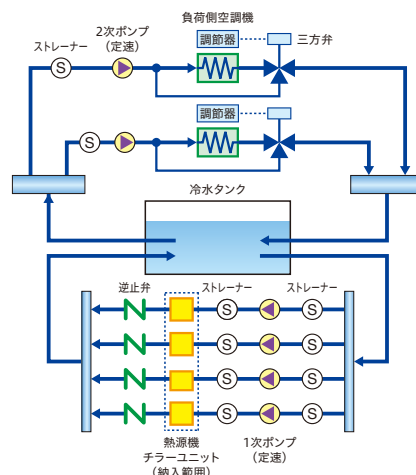 負荷側空調機
2次ポンプ
(定速)
ストレーナー
調節器
三方弁
S
調節器
S
冷水タンク
逆止弁
ストレーナー
ストレーナー
S
S
S
S
S
S
S
S
熱源機
チラーユニット
(納入範囲)
1次ポンプ
(定速)